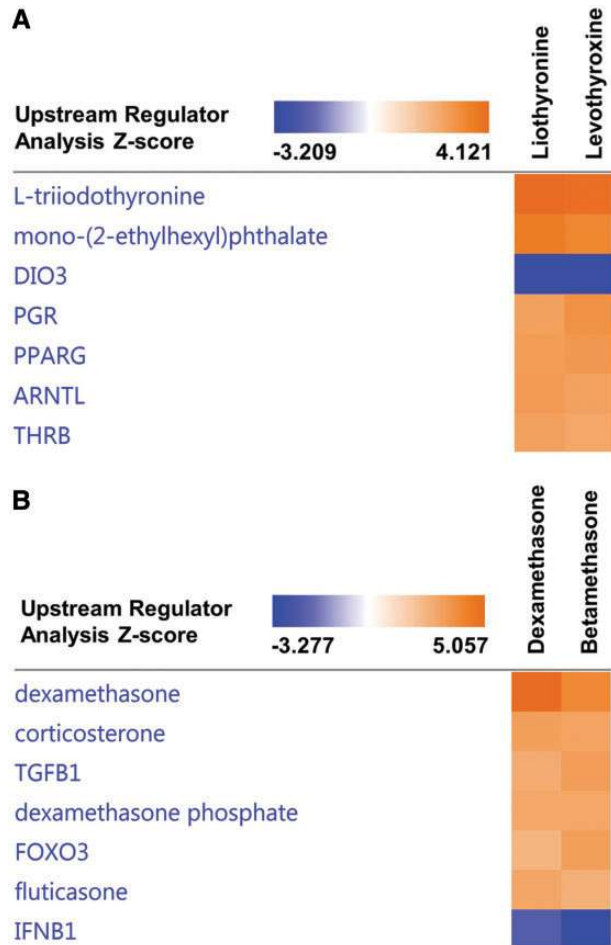 A
Upstream Regulator
Analysis Z-score
-3.209
4.121
Liothyronine
Levothyroxine
L-triiodothyronine
mono-(2-ethylhexyl)phthalate
DIO3
PGR
PPARG
ARNTL
THRB
B
Upstream Regulator
Analysis Z-score
-3.277
5.057
Dexamethasone
Betamethasone
dexamethasone
corticosterone
TGFB1
dexamethasone phosphate
FOXO3
fluticasone
IFNB1